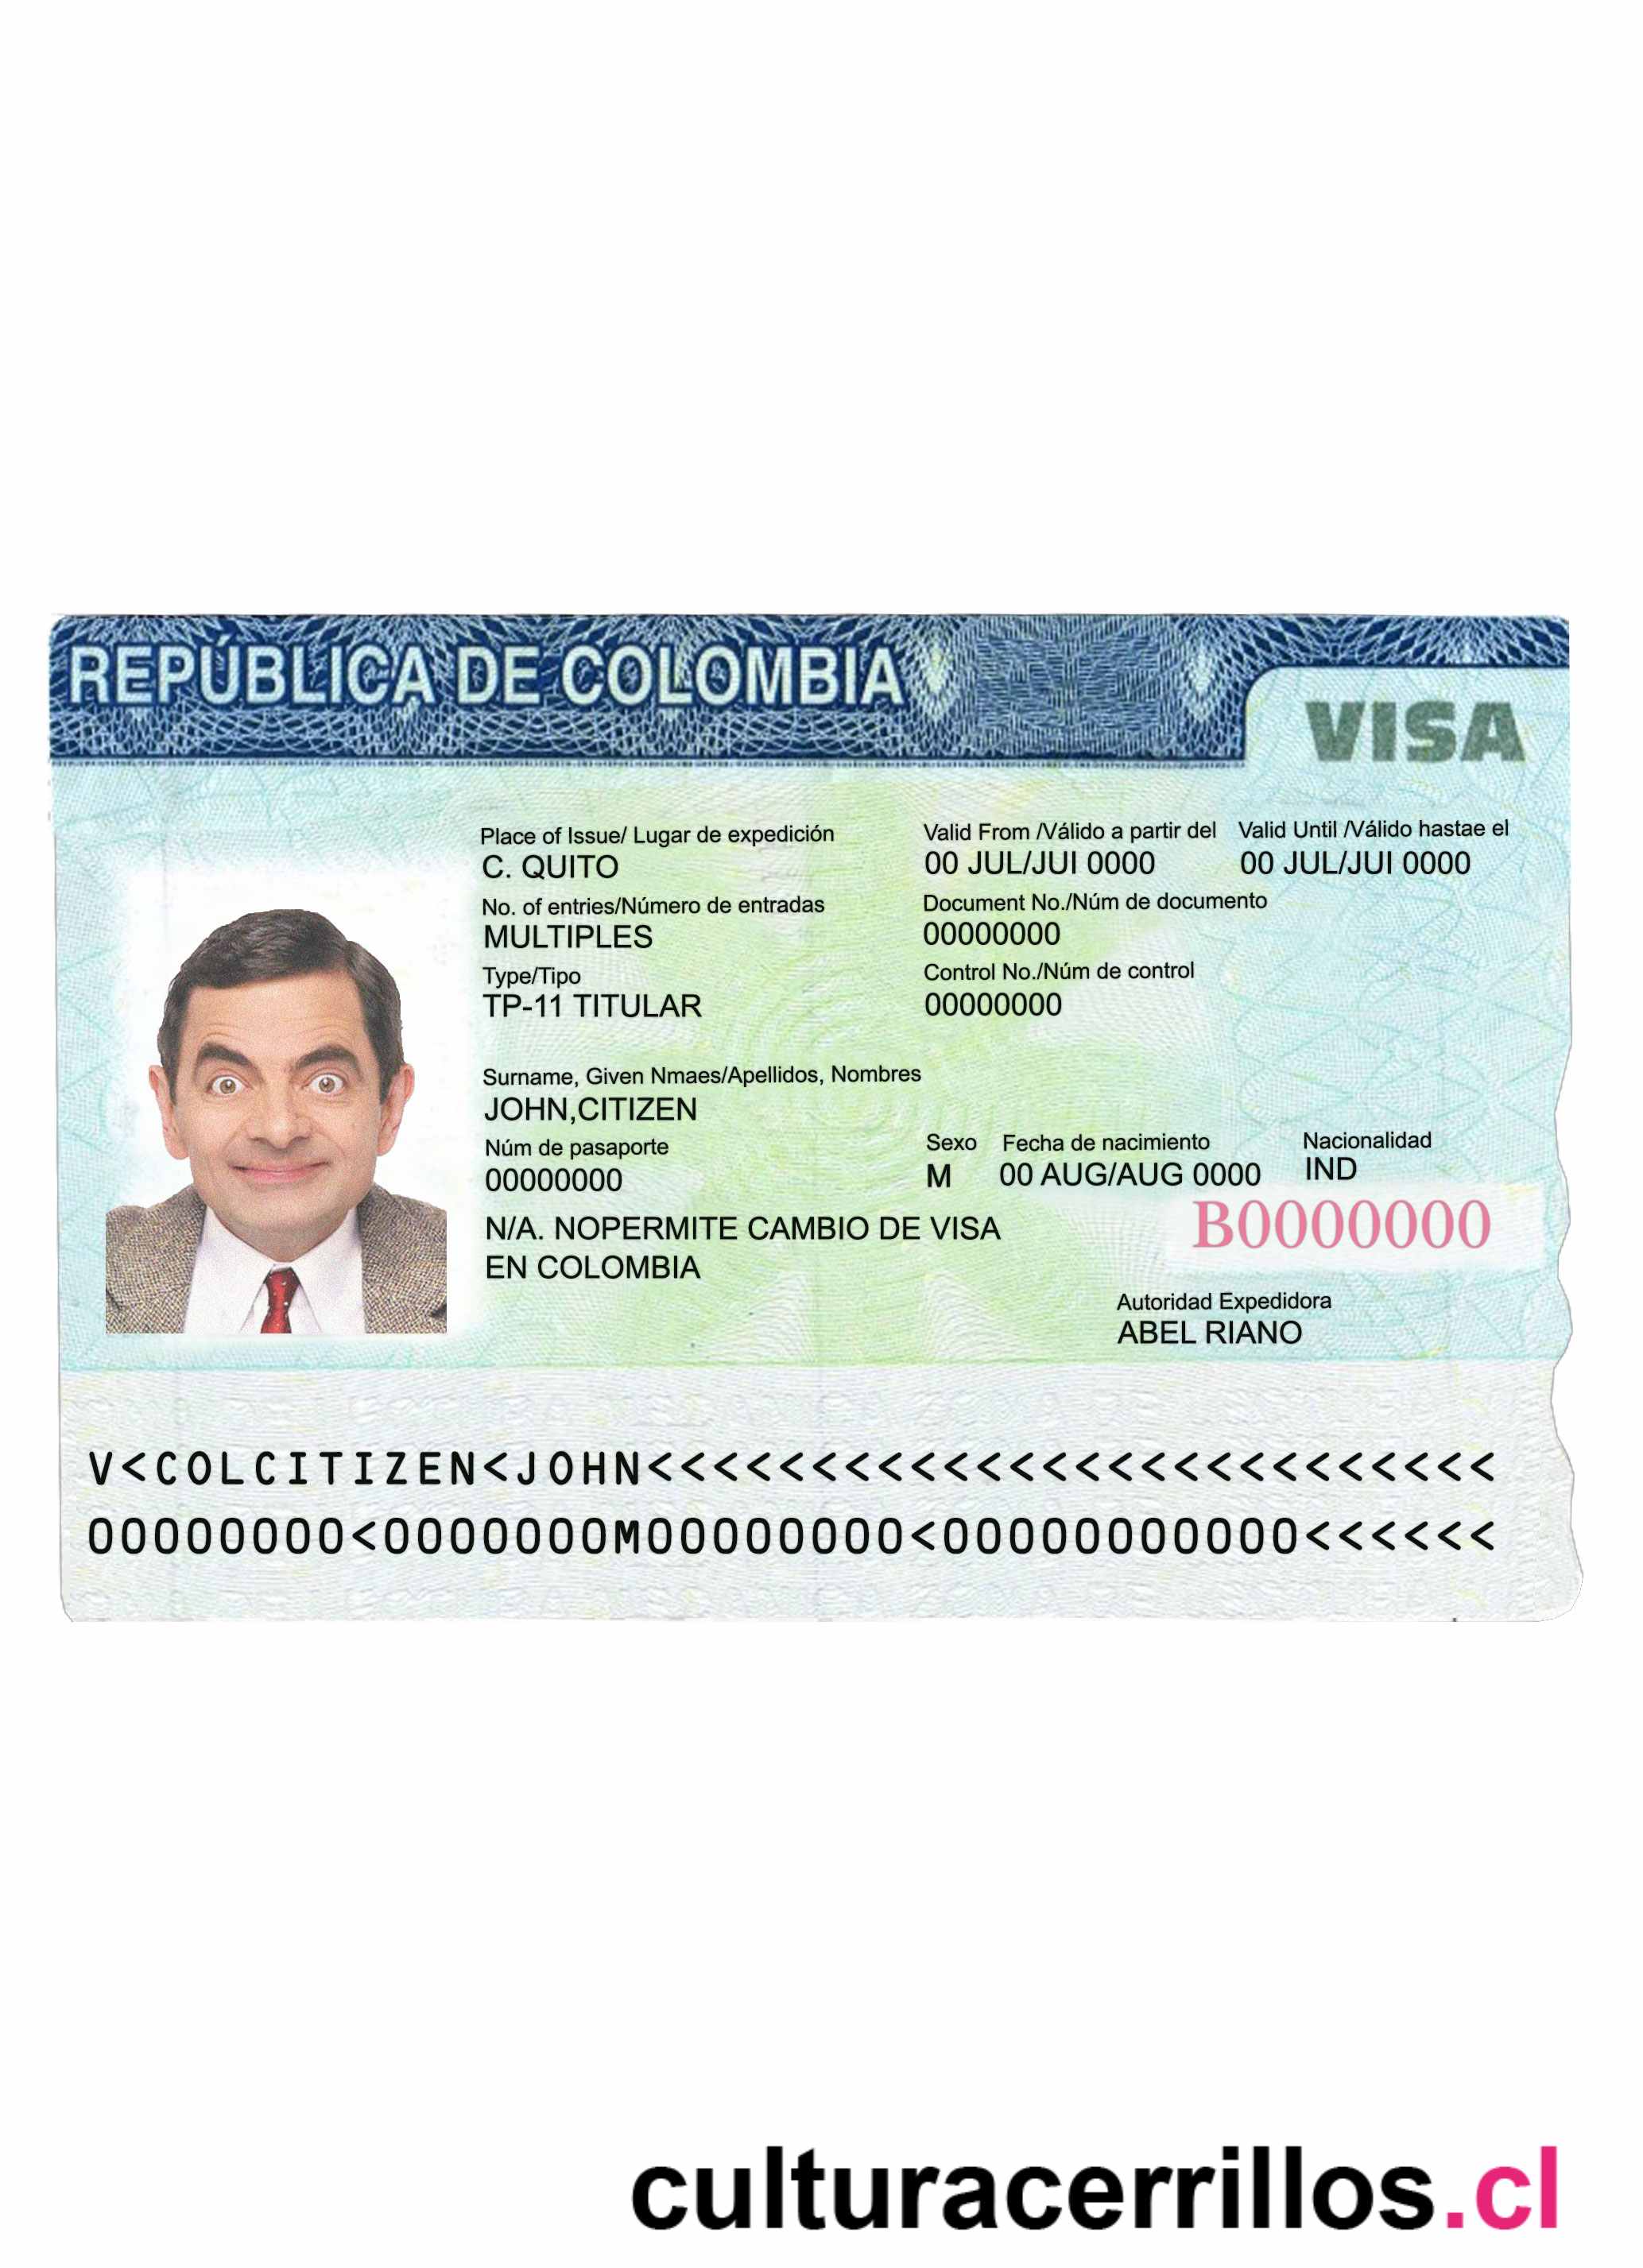 REPÚBLICA DE COLOMBIA
VISA
Place of Issue/ Lugar de expedición
C. QUITO
Valid From /Válido a partir del
00 JUL/JUI 0000
Valid Until /Válido hastae el
00 JUL/JUI 0000
No. of entries/Número de entradas
MULTIPLES
Document No./Núm de documento
00000000
Type/Tipo
TP-11 TITULAR
Control No./Núm de control
00000000
Surname, Given Nmaes/Apellidos, Nombres
JOHN,CITIZEN
Núm de pasaporte
00000000
Sexo
M
Fecha de nacimiento
00 AUG/AUG 0000
Nacionalidad
IND
N/A. NOPERMITE CAMBIO DE VISA
EN COLOMBIA
B0000000
Autoridad Expedidora
ABEL RIANO
V<COLCITIZEN<JOHN<<<<<<<<<<<<<<<<<<<<<<<<<<
00000000<0000000M00000000<00000000000<<<<<<
culturacerrillos.cl